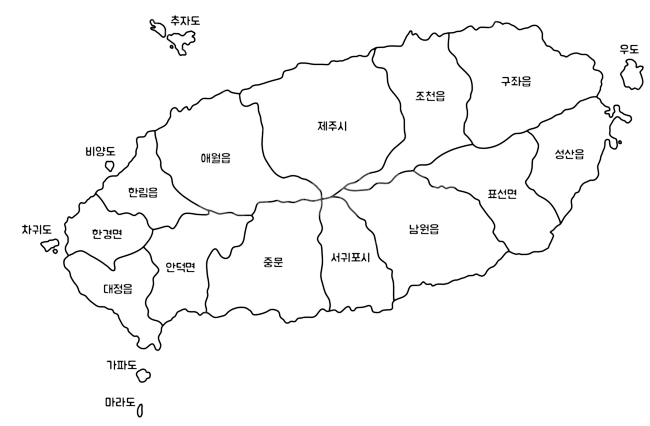 추자도
우도
구좌읍
조천읍
제주시
비양도
애월읍
성산읍
한림읍
표선면
차귀도
한경면
남원읍
안덕면
중문
서귀포시
대정읍
가파도
마라도